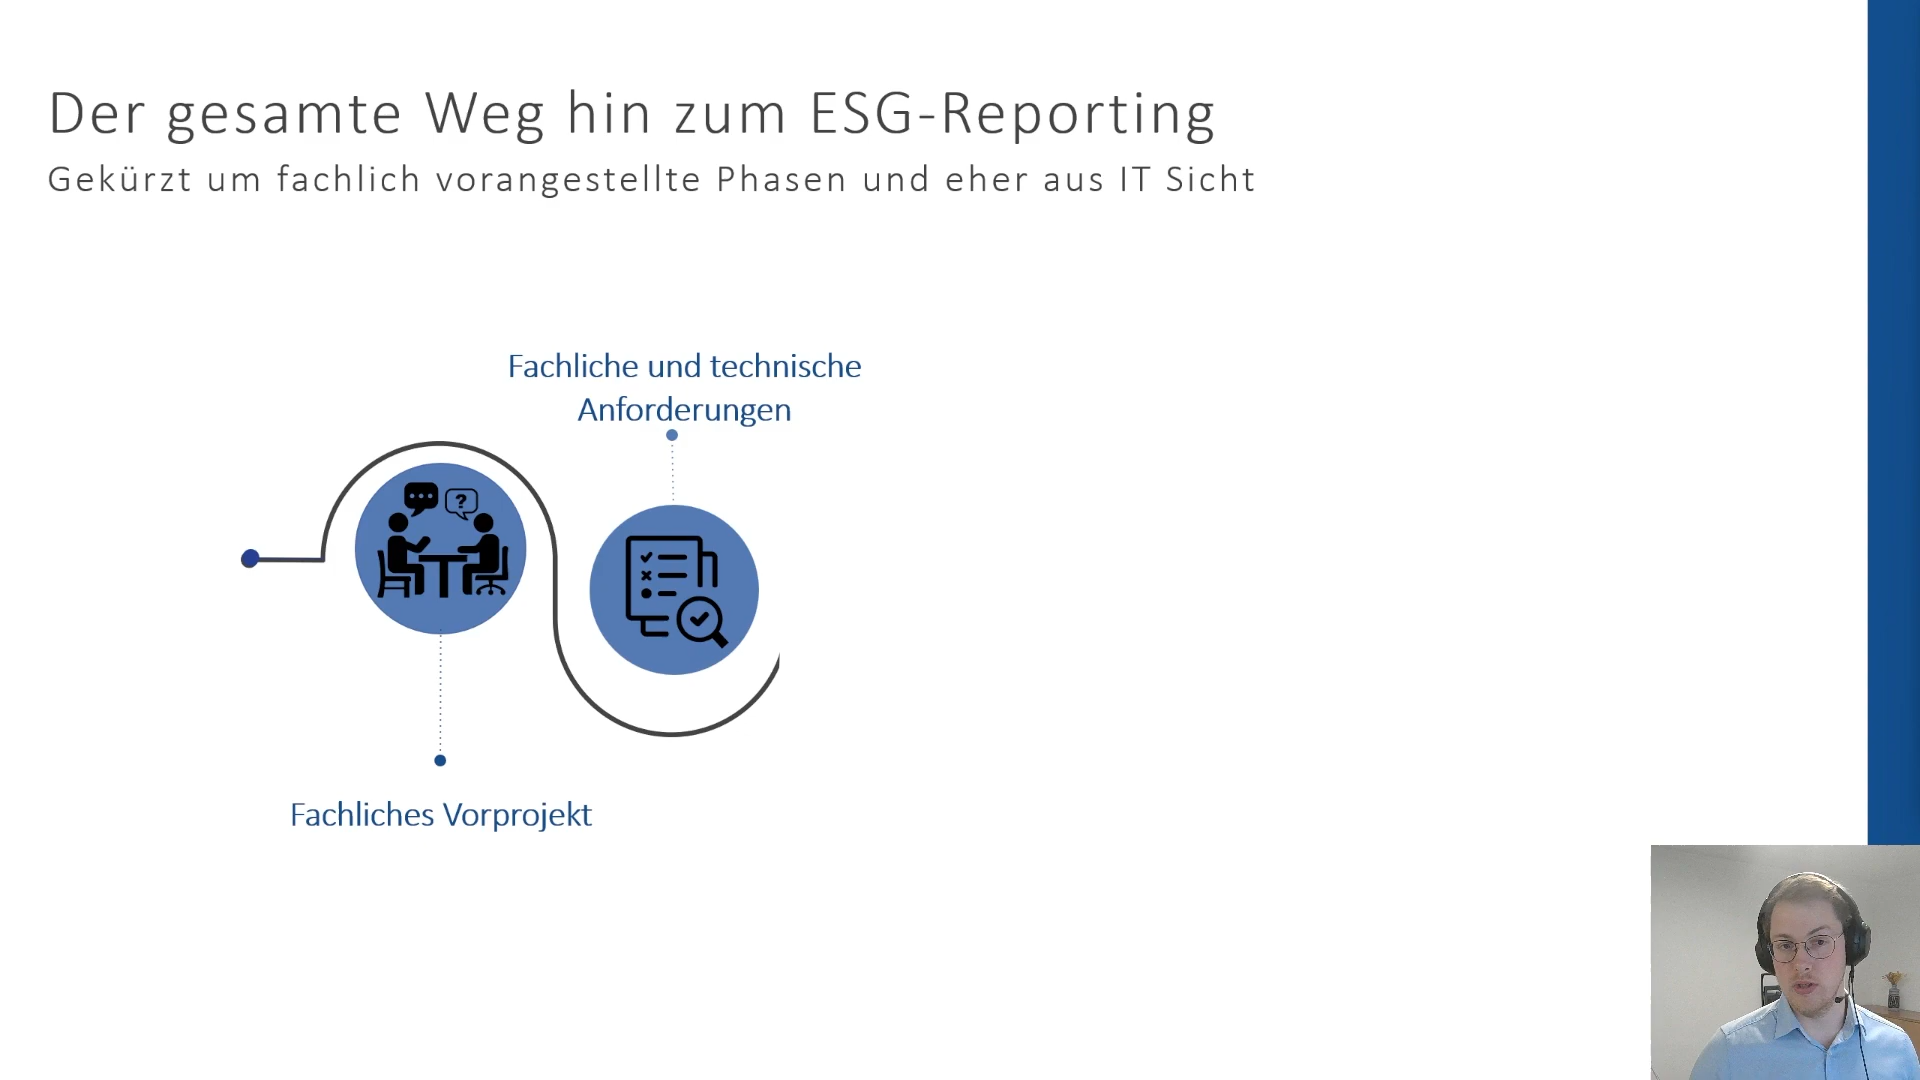 Der gesamte Weg hin zum ESG-Reporting
Gekürzt um fachlich vorangestellte Phasen und eher aus IT Sicht
Fachliche und technische
Anforderungen
?
Fachliches Vorprojekt